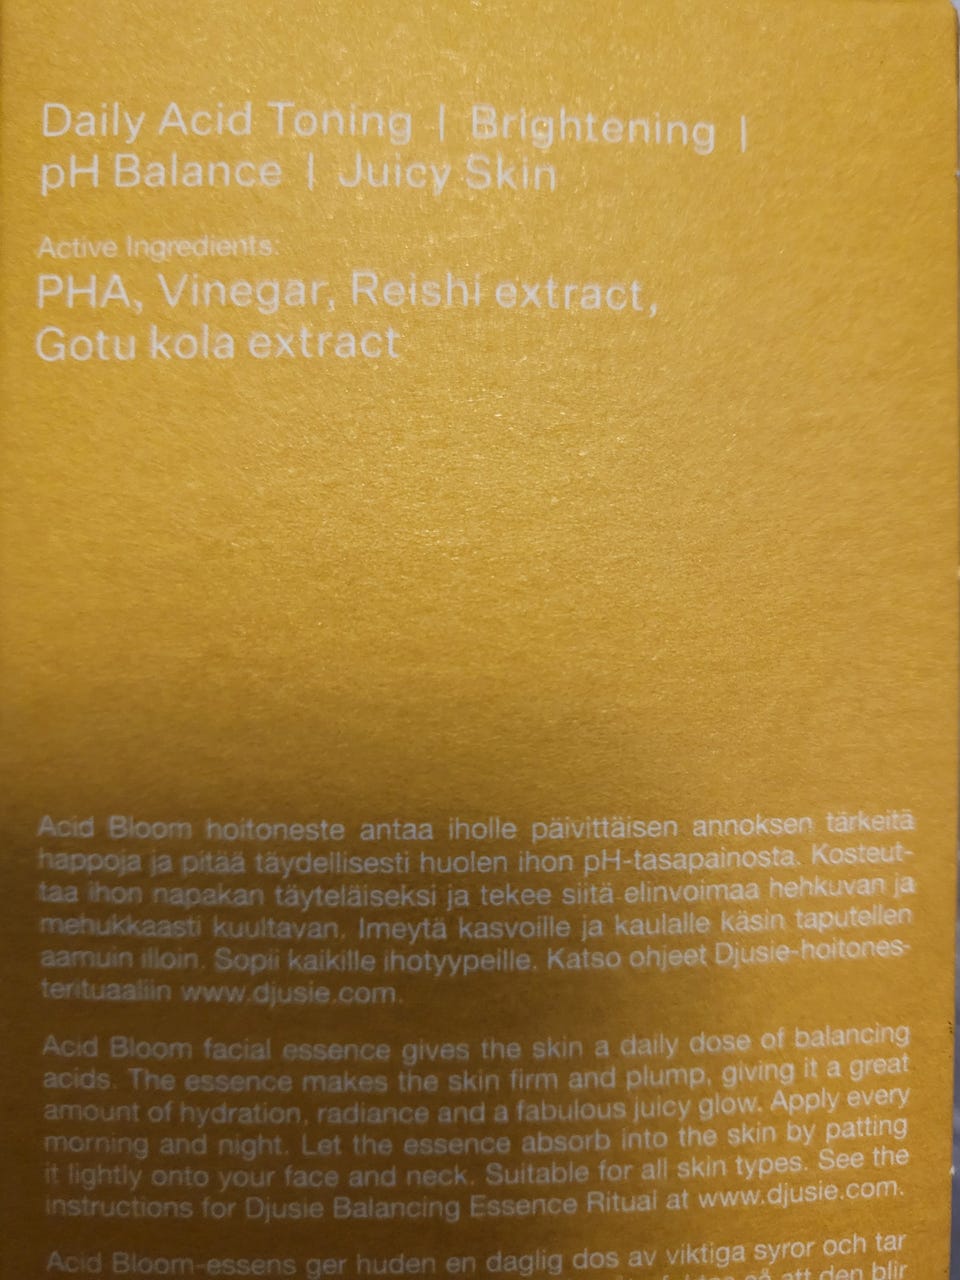 Daily Acid Toning | Brightening |
pH Balance | Juicy Skin
Active Ingredients:
PHA, Vinegar, Reishi extract,
Gotu kola extract
Acid Bloom hoitoneste antaa iholle päivittäisen annoksen tärkeitä
happoja ja pitää täydellisesti huolen ihon pH-tasapainosta. Kosteut-
taa ihon napakan täyteläiseksi ja tekee siitä elinvoimaa hehkuvan ja
mehukkaasti kuultavan. Imeytä kasvoille ja kaulalle käsin taputellen
aamuin illoin. Sopii kaikille ihotyypeille. Katso ohjeet Djusie-hoitones-
terituaaliin www.djusie.com.
Acid Bloom facial essence gives the skin a daily dose of balancing
acids. The essence makes the skin firm and plump, giving it a great
amount of hydration, radiance and a fabulous juicy glow. Apply every
morning and night. Let the essence absorb into the skin by patting
it lightly onto your face and neck. Suitable for all skin types. See the
instructions for Djusie Balancing Essence Ritual at www.djusie.com.
Acid Bloom-essens ger huden en daglig dos av viktiga syror och tar
så att den blir